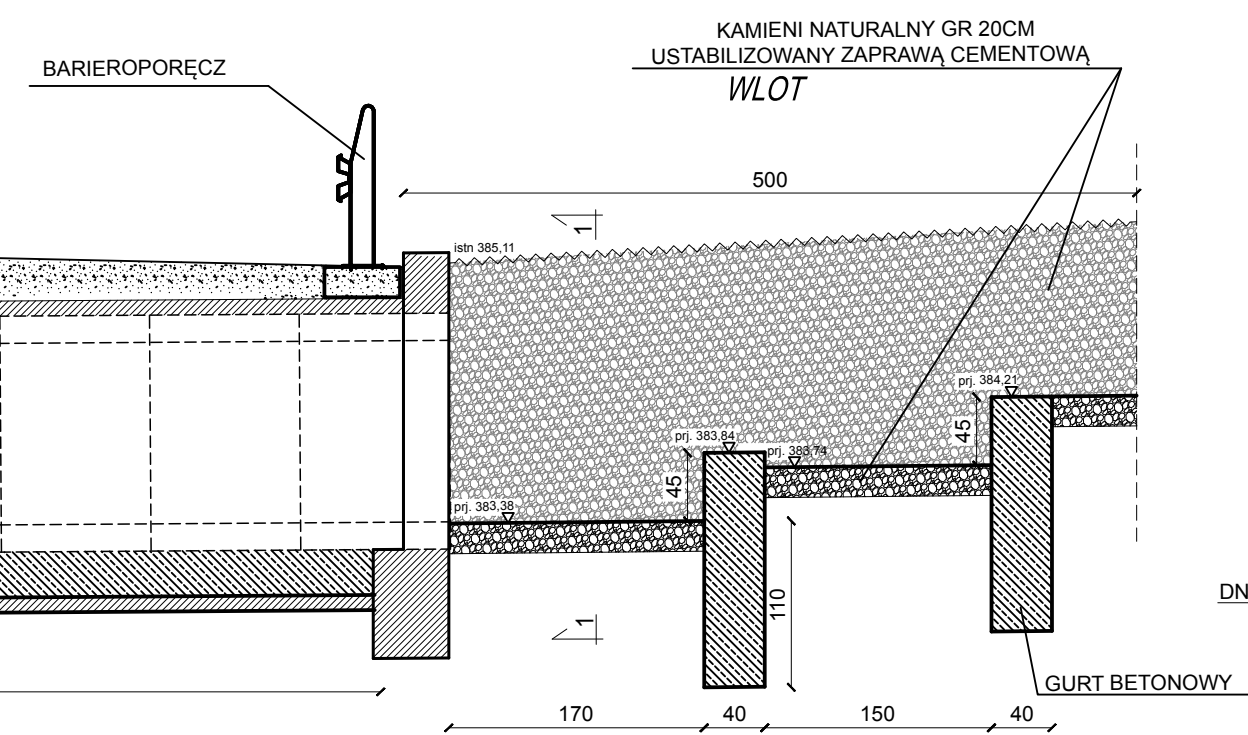 KAMIENI NATURALNY GR 20CM
USTABILIZOWANY ZAPRAWĄ CEMENTOWĄ
WLOT
BARIEROPORĘCZ
500
1
istn 385,11
prj. 384,21
45
prj. 383,84
prj. 383,74
45
prj. 383,38
110
1
DN
GURT BETONOWY
170
40
150
40